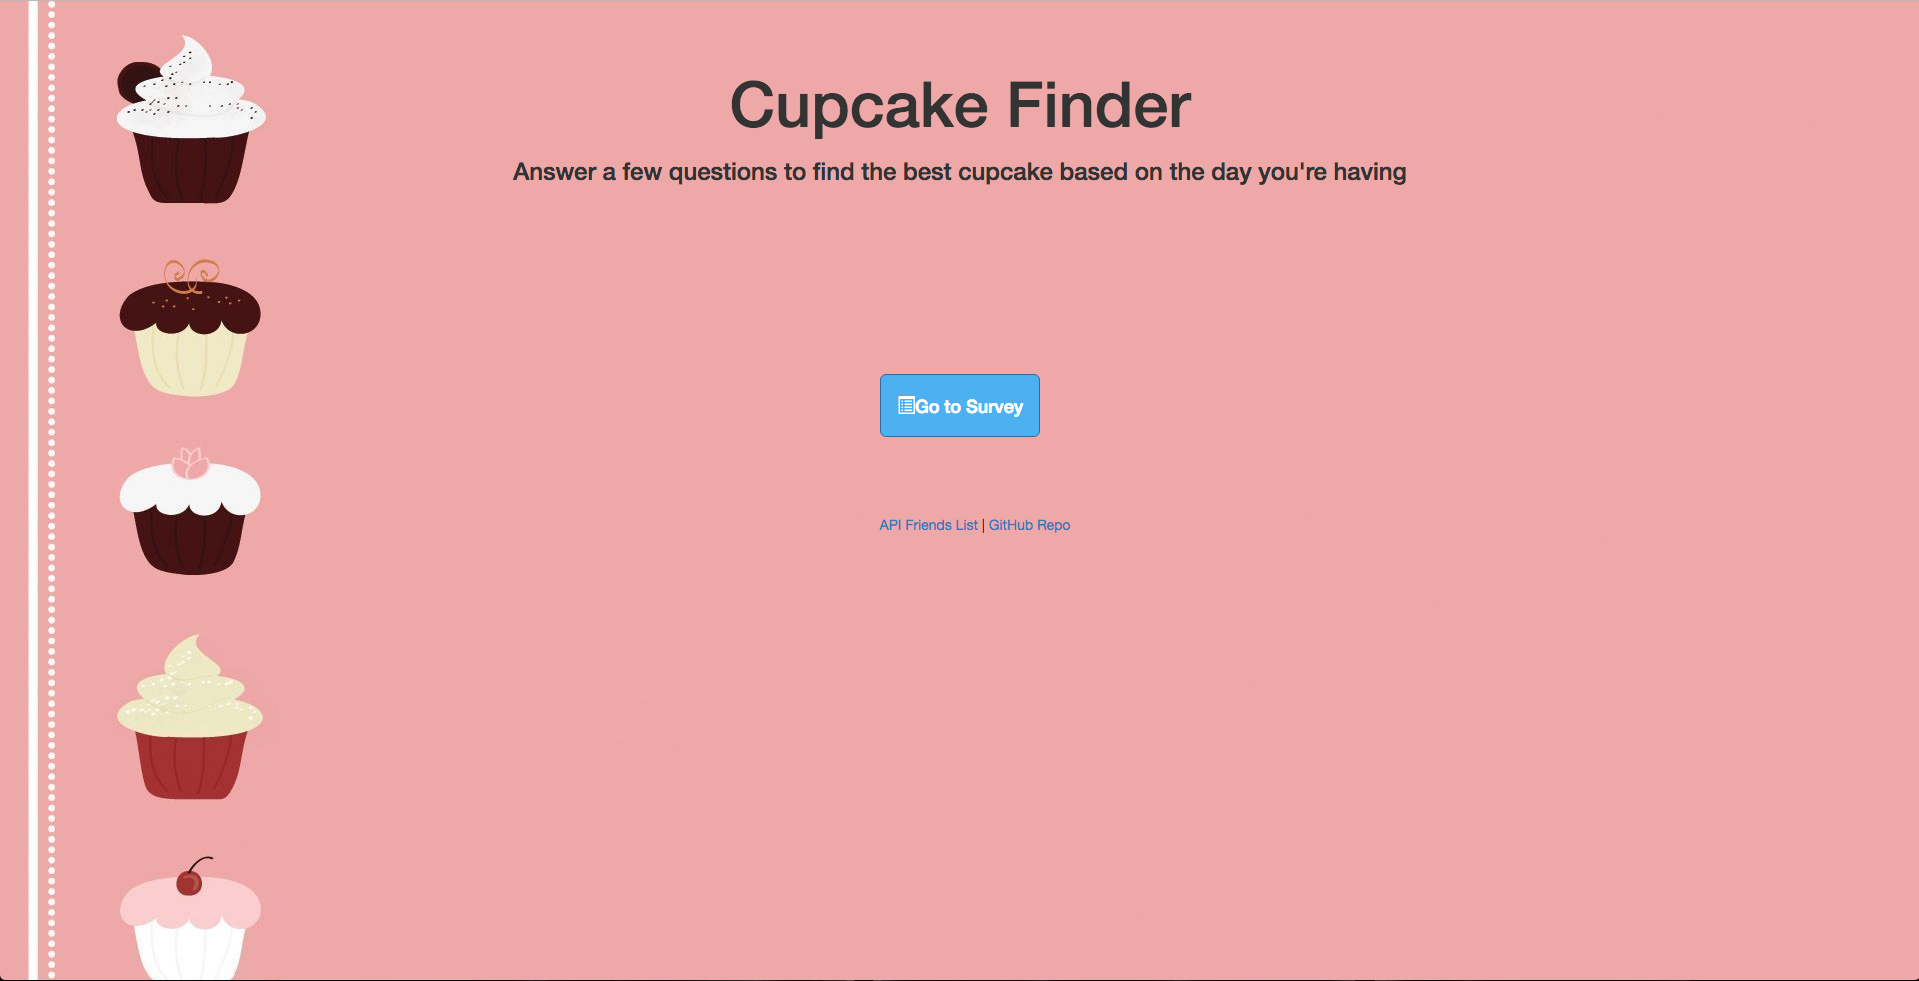 Cupcake Finder
Answer a few questions to find the best cupcake based on the day you're having
Go to Survey
API Friends List | GitHub Repo